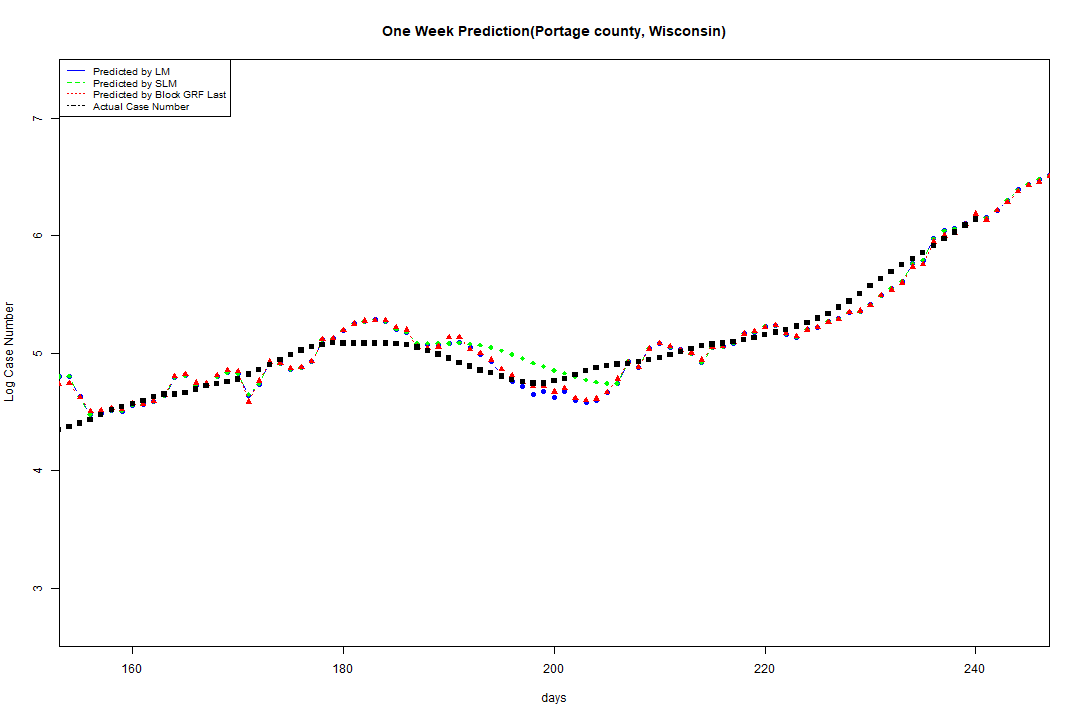 One Week Prediction(Portage county, Wisconsin)
Predicted by LM
Predicted by SLM
Predicted by Block GRF Last
Actual Case Number
7
6
5
4
3
Log Case Number
160 180 200 220 240
days